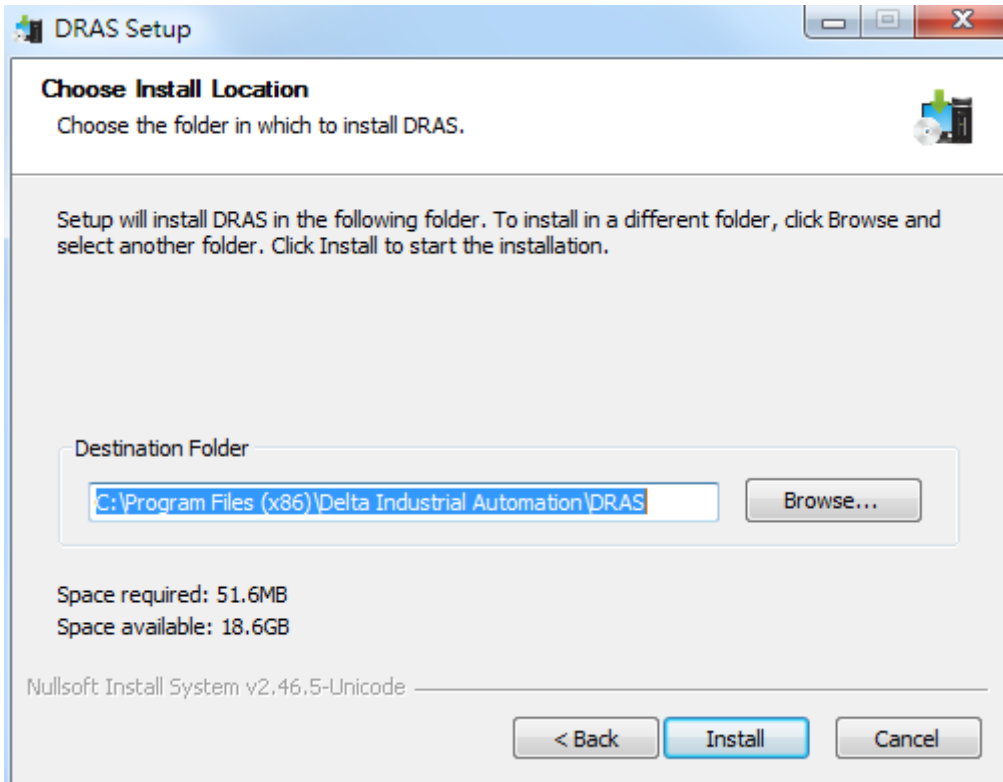 DRAS Setup
Choose Install Location
Choose the folder in which to install DRAS.
Setup will install DRAS in the following folder. To install in a different folder, click Browse and
select another folder. Click Install to start the installation.
Destination Folder
C:\Program Files (x86)\Delta Industrial Automation\DRAS
Browse...
Space required: 51.6MB
Space available: 18.6GB
Nullsoft Install System v2.46.5-Unicode
< Back
Install
Cancel